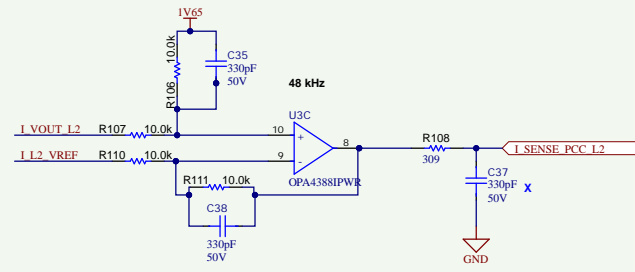 1V65
10.0k
R106
C35
330pF
50V
48 kHz
U3C
I_VOUT_L2
R107
10.0k
10
+
8
R108
309
I_SENSE_PCC_L2
I_L2_VREF
R110
10.0k
9
-
OPA4388IPWR
R111
10.0k
C38
330pF
50V
C37
330pF
50V
X
GND